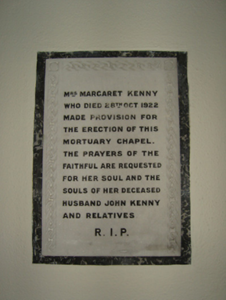 MRS MARGARET KENNY
WHO DIED 26TH OCT 1922
MADE PROVISION FOR
THE ERECTION OF THIS
MORTUARY CHAPEL.
THE PRAYERS OF THE
FAITHFUL ARE REQUESTED
FOR HER SOUL AND THE
SOULS OF HER DECEASED
HUSBAND JOHN KENNY
AND RELATIVES
R. I. P.